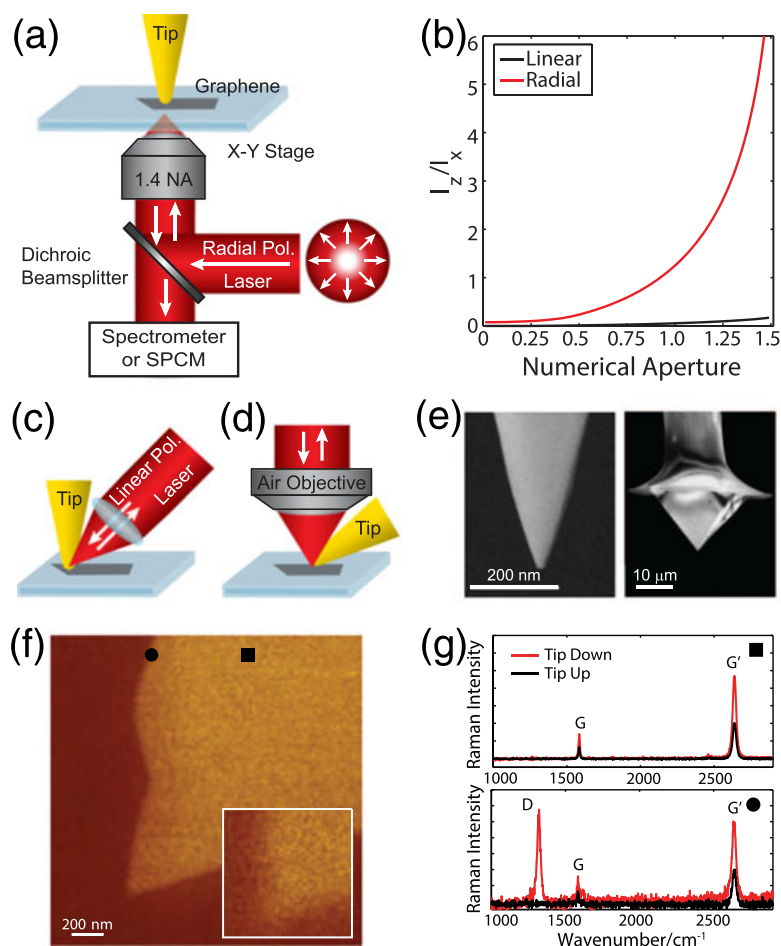 (a)
Tip
Graphene
X-Y Stage
1.4 NA
Dichroic
Beamsplitter
Radial Pol.
Laser
Spectrometer
or SPCM
(b)
Linear
Radial
I_z/I_x
6
5
4
3
2
1
0
0 0.25 0.5 0.75 1.0 1.25 1.5
Numerical Aperture
(c)
Tip
Linear Pol.
Laser
(d)
Air Objective
Tip
(e)
200 nm
10 μm
(f)
200 nm
(g)
Tip Down
Tip Up
G
G'
Raman Intensity
1000 1500 2000 2500
D
G
G'
Raman Intensity
1000 1500 2000 2500
Wavenumber/cm⁻¹